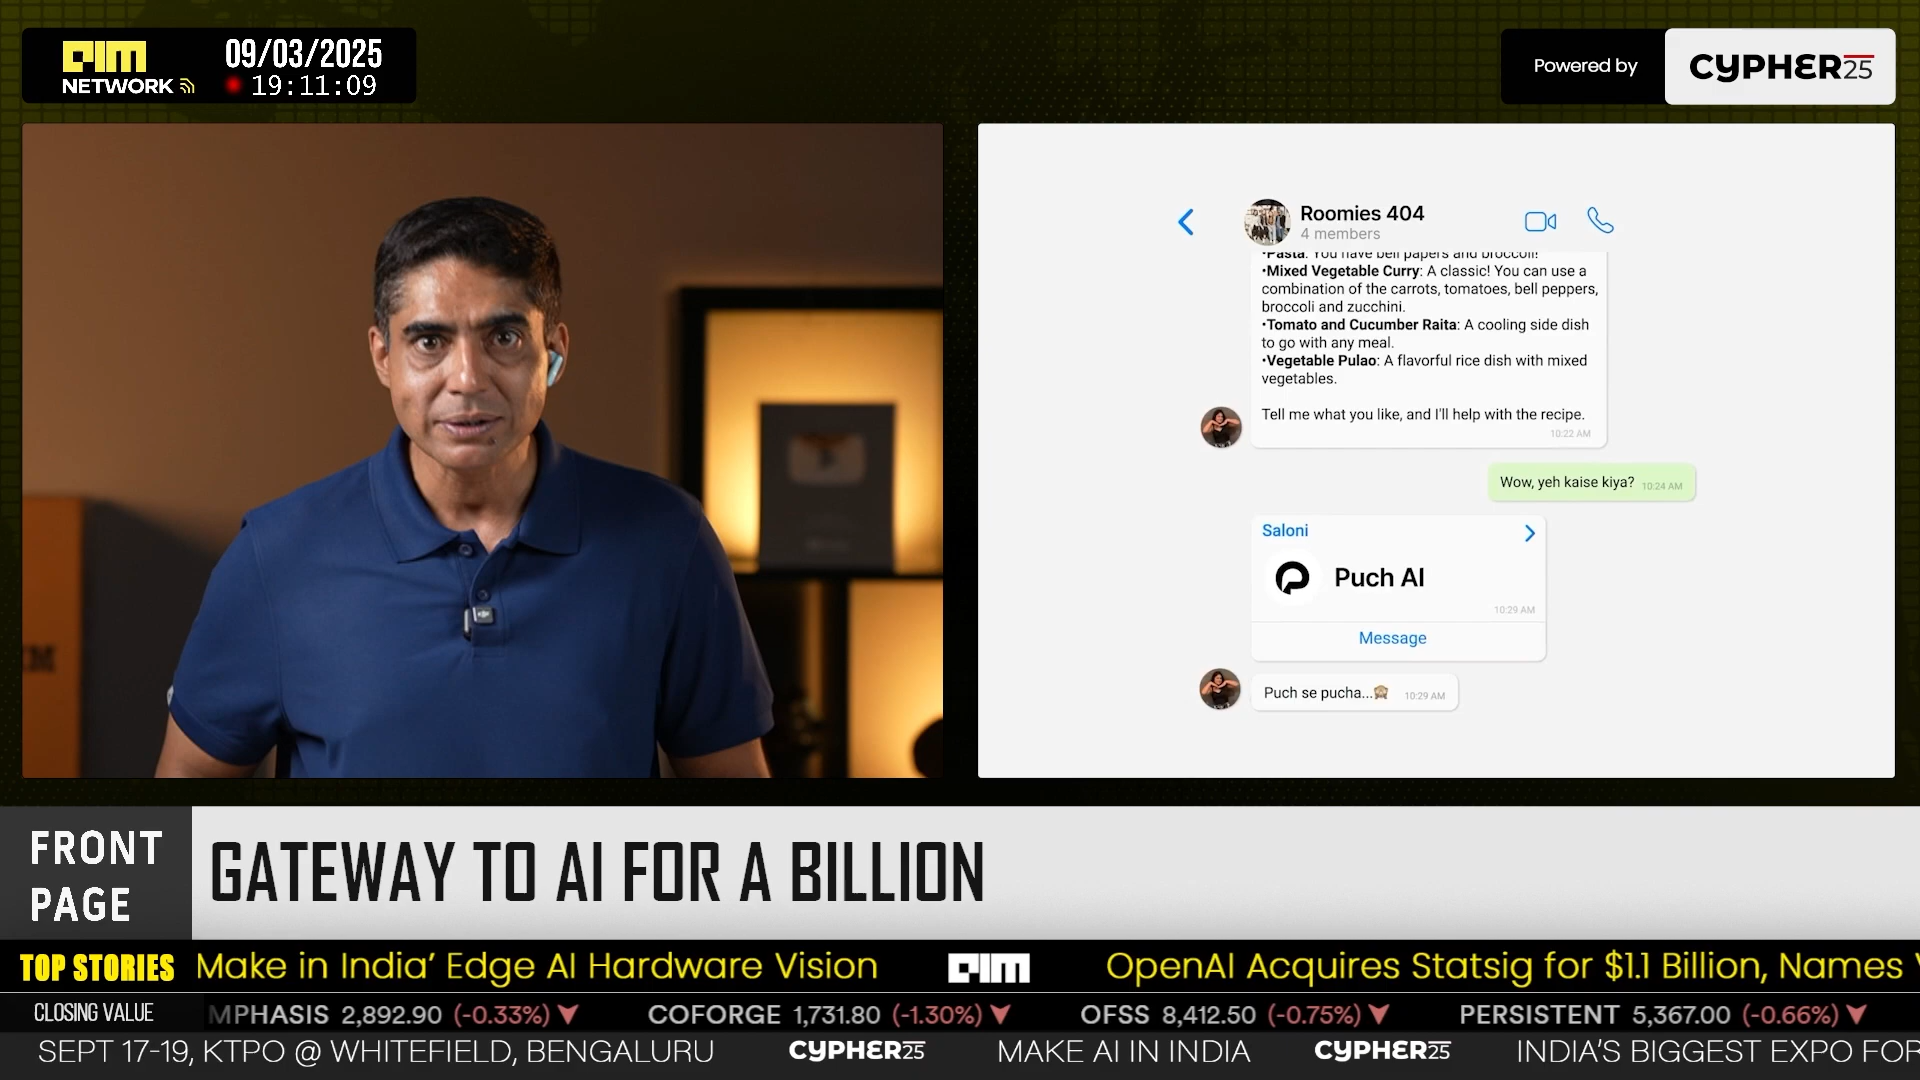 AIM
NETWORK
09/03/2025
19:11:09
Powered by
CYPHER25
Roomies 404
4 members
•Pasta: You have bell papers and broccoli!
•Mixed Vegetable Curry: A classic! You can use a
combination of the carrots, tomatoes, bell peppers,
broccoli and zucchini.
•Tomato and Cucumber Raita: A cooling side dish
to go with any meal.
•Vegetable Pulao: A flavorful rice dish with mixed
vegetables.
Tell me what you like, and I'll help with the recipe.
10:22 AM
Wow, yeh kaise kiya? 10:24 AM
Saloni
Puch AI
10:29 AM
Message
Puch se pucha...🙈 10:29 AM
FRONT
PAGE
GATEWAY TO AI FOR A BILLION
TOP STORIES Make in India’ Edge AI Hardware Vision AIM OpenAI Acquires Statsig for $1.1 Billion, Names
CLOSING VALUE MPHASIS 2,892.90 (-0.33%) COFORGE 1,731.80 (-1.30%) OFSS 8,412.50 (-0.75%) PERSISTENT 5,367.00 (-0.66%)
SEPT 17-19, KTPO @ WHITEFIELD, BENGALURU CYPHER25 MAKE AI IN INDIA CYPHER25 INDIA’S BIGGEST EXPO FOR